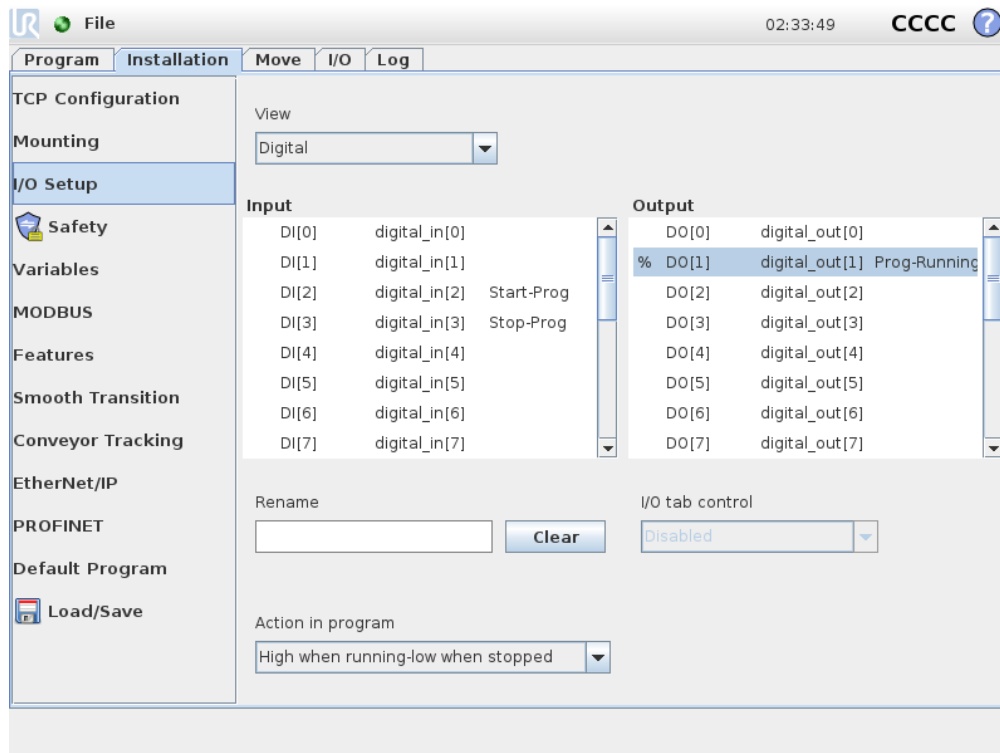 UR File 02:33:49 CCCC ?
Program Installation Move I/O Log
TCP Configuration
Mounting
I/O Setup
Safety
Variables
MODBUS
Features
Smooth Transition
Conveyor Tracking
EtherNet/IP
PROFINET
Default Program
Load/Save
View
Digital
Input
DI[0] digital_in[0]
DI[1] digital_in[1]
DI[2] digital_in[2] Start-Prog
DI[3] digital_in[3] Stop-Prog
DI[4] digital_in[4]
DI[5] digital_in[5]
DI[6] digital_in[6]
DI[7] digital_in[7]
Output
DO[0] digital_out[0]
% DO[1] digital_out[1] Prog-Running
DO[2] digital_out[2]
DO[3] digital_out[3]
DO[4] digital_out[4]
DO[5] digital_out[5]
DO[6] digital_out[6]
DO[7] digital_out[7]
Rename
Clear
I/O tab control
Disabled
Action in program
High when running-low when stopped